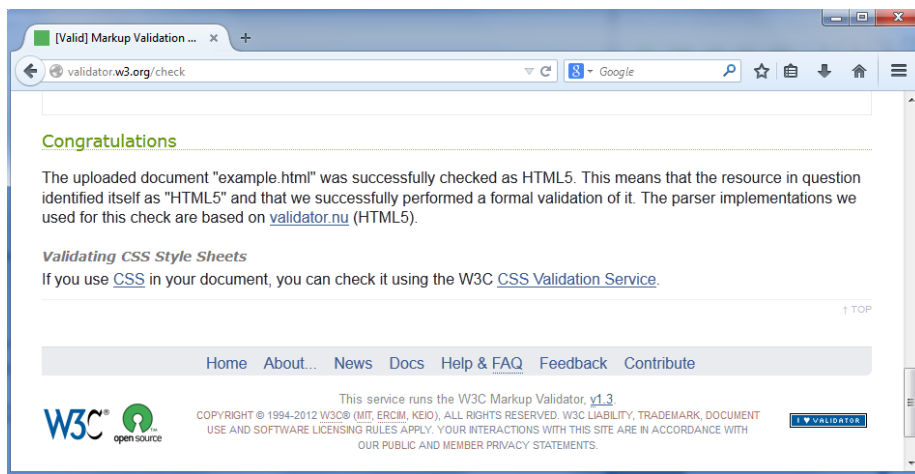 [Valid] Markup Validation ...
validator.w3.org/check
Google
Congratulations
The uploaded document "example.html" was successfully checked as HTML5. This means that the resource in question
identified itself as "HTML5" and that we successfully performed a formal validation of it. The parser implementations we
used for this check are based on validator.nu (HTML5).
Validating CSS Style Sheets
If you use CSS in your document, you can check it using the W3C CSS Validation Service.
↑ TOP
Home About... News Docs Help & FAQ Feedback Contribute
This service runs the W3C Markup Validator, v1.3.
COPYRIGHT © 1994-2012 W3C® (MIT, ERCIM, KEIO), ALL RIGHTS RESERVED. W3C LIABILITY, TRADEMARK, DOCUMENT
USE AND SOFTWARE LICENSING RULES APPLY. YOUR INTERACTIONS WITH THIS SITE ARE IN ACCORDANCE WITH
OUR PUBLIC AND MEMBER PRIVACY STATEMENTS.
W3C®
open source
I ♥ VALIDATOR